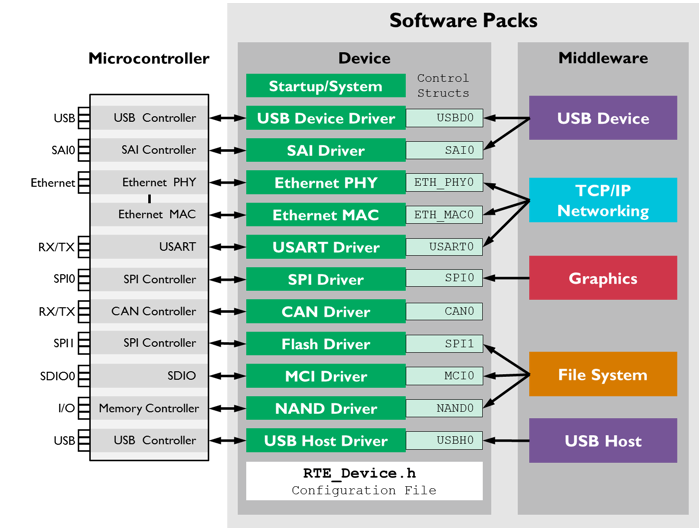 Software Packs
Microcontroller
Device
Middleware
Startup/System
Control
Structs
USB
USB Controller
USB Device Driver
USBD0
USB Device
SAI0
SAI Controller
SAI Driver
SAI0
Ethernet
Ethernet PHY
Ethernet PHY
ETH_PHY0
TCP/IP
Networking
Ethernet MAC
Ethernet MAC
ETH_MAC0
RX/TX
USART
USART Driver
USART0
SPI0
SPI Controller
SPI Driver
SPI0
Graphics
RX/TX
CAN Controller
CAN Driver
CAN0
SPI1
SPI Controller
Flash Driver
SPI1
SDIO0
SDIO
MCI Driver
MCI0
File System
I/O
Memory Controller
NAND Driver
NAND0
USB
USB Controller
USB Host Driver
USBH0
USB Host
RTE_Device.h
Configuration File